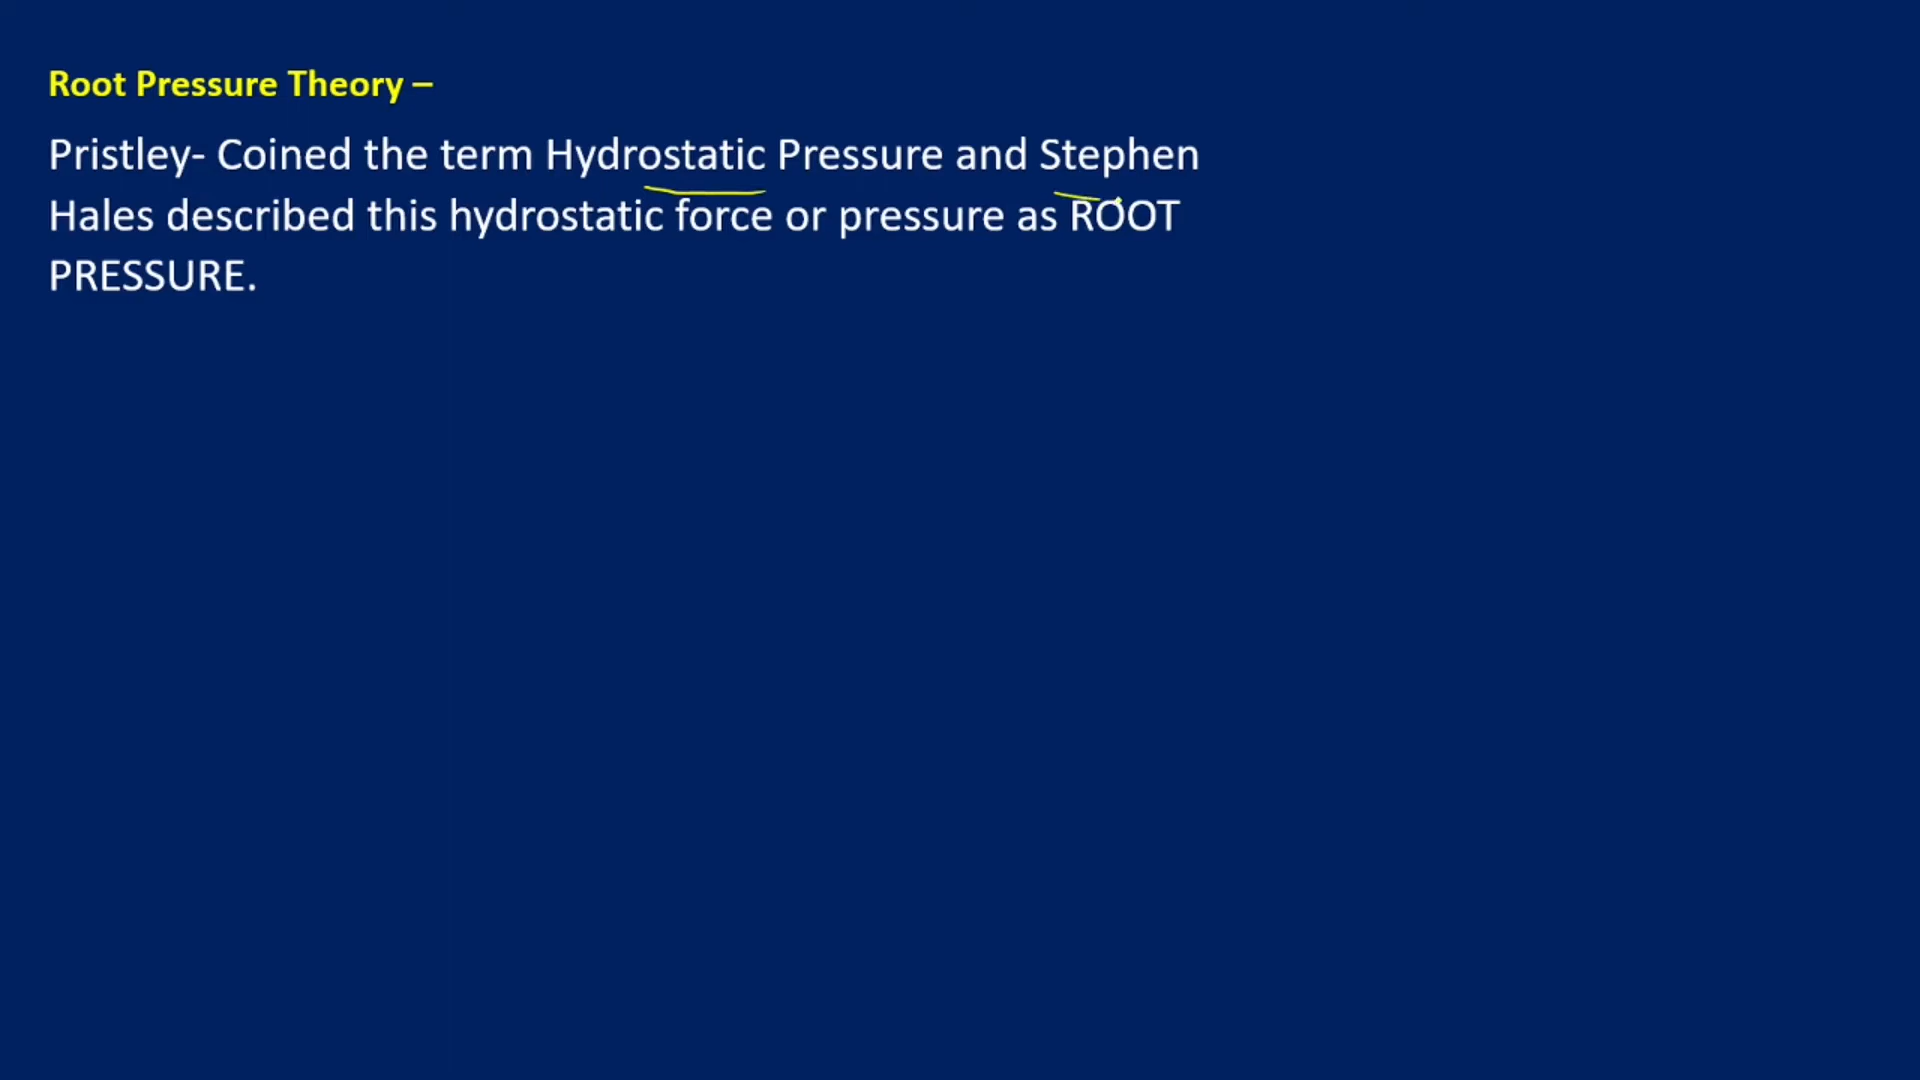 Root Pressure Theory –
Pristley- Coined the term Hydrostatic Pressure and Stephen
Hales described this hydrostatic force or pressure as ROOT
PRESSURE.